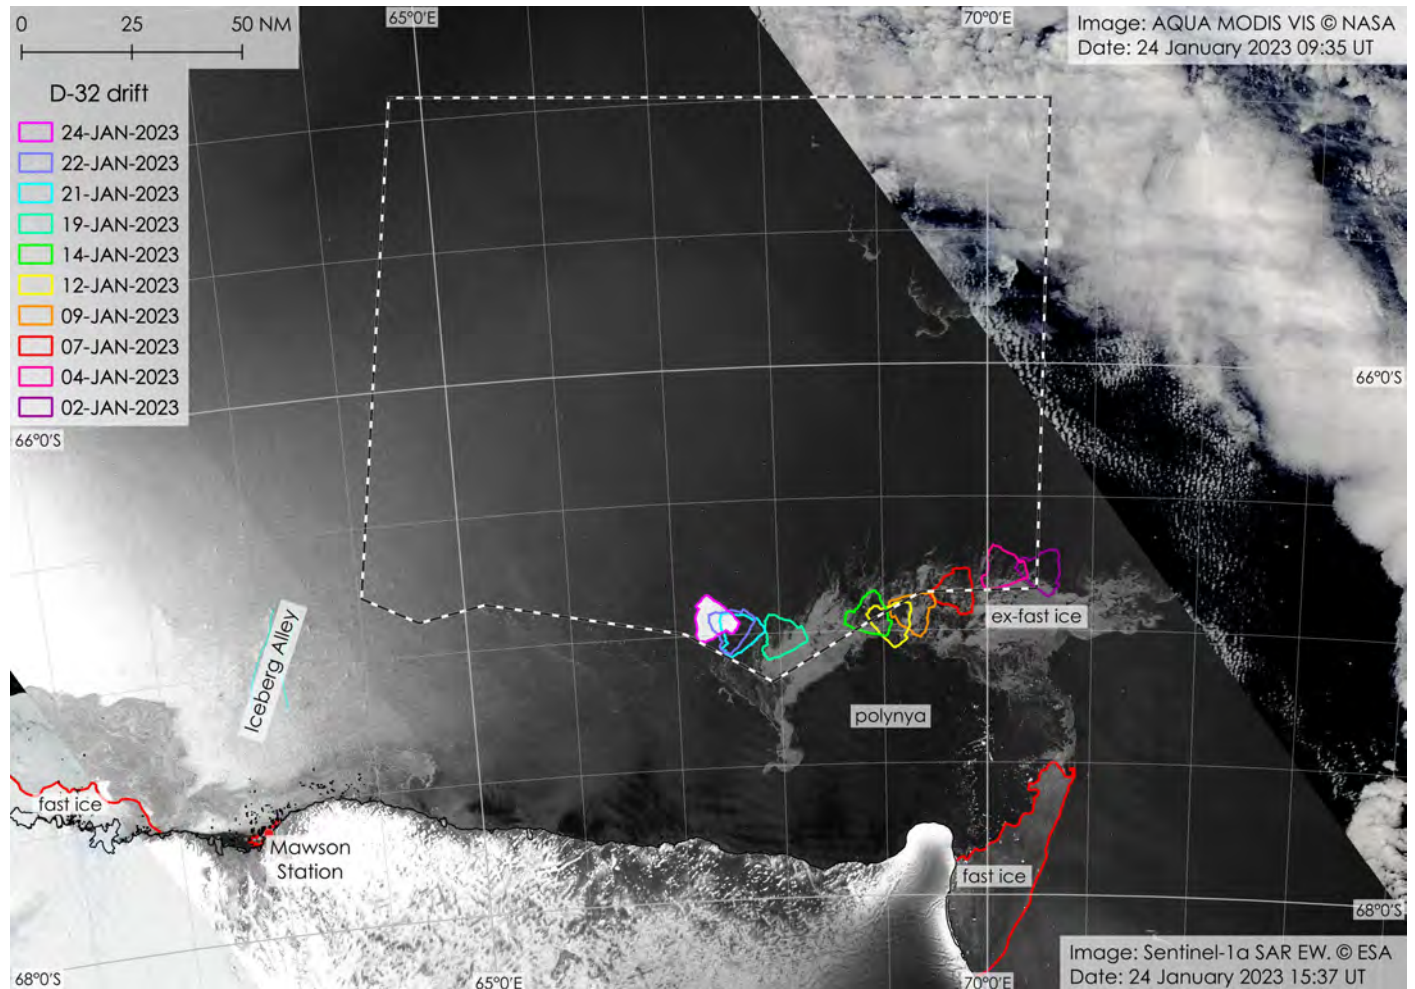 0 25 50 NM
65°0'E
70°0'E
Image: AQUA MODIS VIS © NASA
Date: 24 January 2023 09:35 UT
D-32 drift
24-JAN-2023
22-JAN-2023
21-JAN-2023
19-JAN-2023
14-JAN-2023
12-JAN-2023
09-JAN-2023
07-JAN-2023
04-JAN-2023
02-JAN-2023
66°0'S
66°0'S
Iceberg Alley
ex-fast ice
polynya
fast ice
Mawson
Station
fast ice
68°0'S
68°0'S
65°0'E
70°0'E
Image: Sentinel-1a SAR EW. © ESA
Date: 24 January 2023 15:37 UT